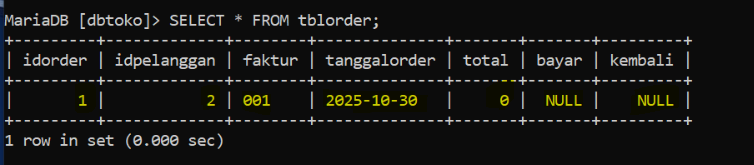 MariaDB [dbtoko]> SELECT * FROM tblorder;
+---------+-------------+--------+--------------+-------+-------+---------+
| idorder | idpelanggan | faktur | tanggalorder | total | bayar | kembali |
+---------+-------------+--------+--------------+-------+-------+---------+
|       1 |           2 | 001    | 2025-10-30   |     0 |  NULL |    NULL |
+---------+-------------+--------+--------------+-------+-------+---------+
1 row in set (0.000 sec)